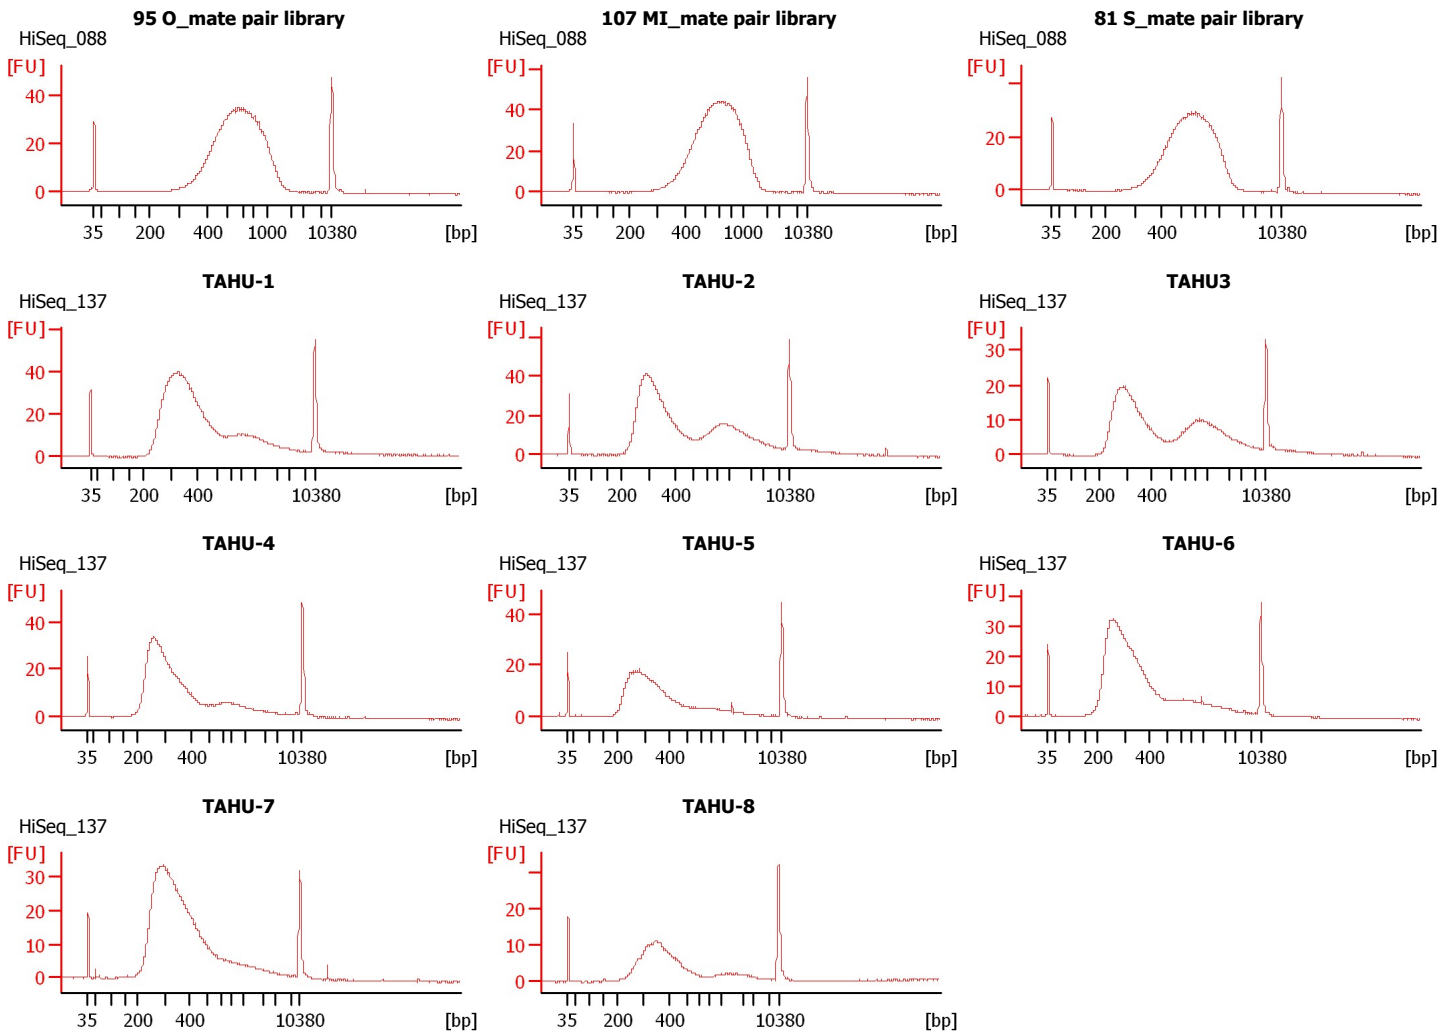 95 O_mate pair library
HiSeq_088
[FU]
40
20
0
35 200 400 1000 10380 [bp]
107 MI_mate pair library
HiSeq_088
[FU]
40
20
0
35 200 400 1000 10380 [bp]
81 S_mate pair library
HiSeq_088
[FU]
20
0
35 200 400 10380 [bp]
TAHU-1
HiSeq_137
[FU]
40
20
0
35 200 400 10380 [bp]
TAHU-2
HiSeq_137
[FU]
40
20
0
35 200 400 10380 [bp]
TAHU3
HiSeq_137
[FU]
30
20
10
0
35 200 400 10380 [bp]
TAHU-4
HiSeq_137
[FU]
40
20
0
35 200 400 10380 [bp]
TAHU-5
HiSeq_137
[FU]
40
20
0
35 200 400 10380 [bp]
TAHU-6
HiSeq_137
[FU]
30
20
10
0
35 200 400 10380 [bp]
TAHU-7
HiSeq_137
[FU]
30
20
10
0
35 200 400 10380 [bp]
TAHU-8
HiSeq_137
[FU]
20
10
0
35 200 400 10380 [bp]